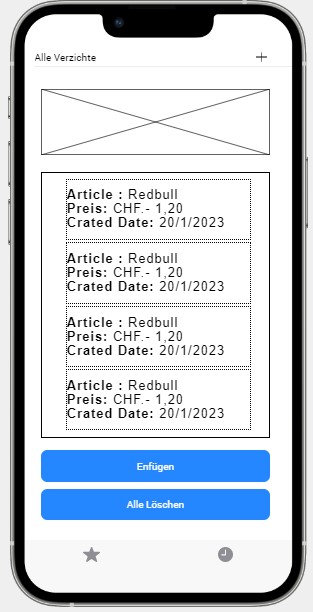 Alle Verzichte
Article : Redbull
Preis: CHF.- 1,20
Crated Date: 20/1/2023
Article : Redbull
Preis: CHF.- 1,20
Crated Date: 20/1/2023
Article : Redbull
Preis: CHF.- 1,20
Crated Date: 20/1/2023
Article : Redbull
Preis: CHF.- 1,20
Crated Date: 20/1/2023
Enfügen
Alle Löschen